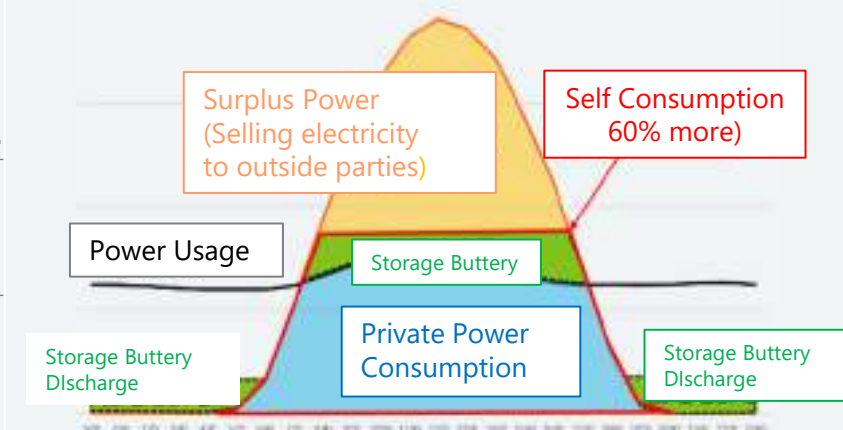 Surplus Power
(Selling electricity
to outside parties)
Self Consumption
60% more)
Power Usage
Storage Buttery
Private Power
Consumption
Storage Buttery
DIscharge
Storage Buttery
DIscharge